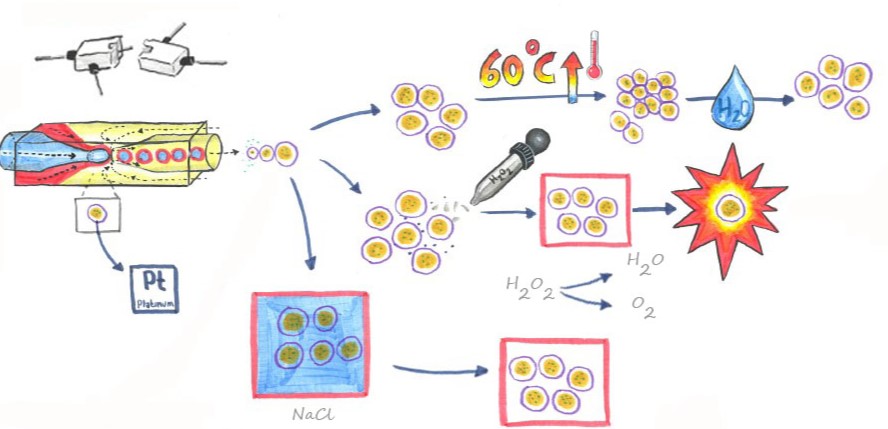 60°C
H₂O
H₂O₂
Pt
Platinum
H₂O₂
H₂O
O₂
NaCl